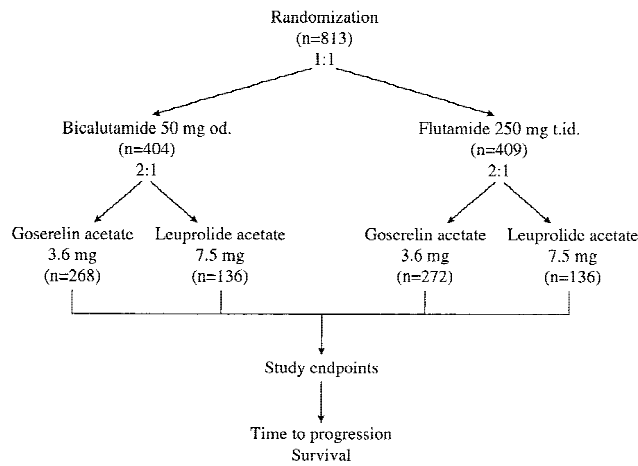 Randomization
(n=813)
1:1
Bicalutamide 50 mg od.
(n=404)
2:1
Flutamide 250 mg t.id.
(n=409)
2:1
Goserelin acetate
3.6 mg
(n=268)
Leuprolide acetate
7.5 mg
(n=136)
Goserelin acetate
3.6 mg
(n=272)
Leuprolide acetate
7.5 mg
(n=136)
Study endpoints
Time to progression
Survival